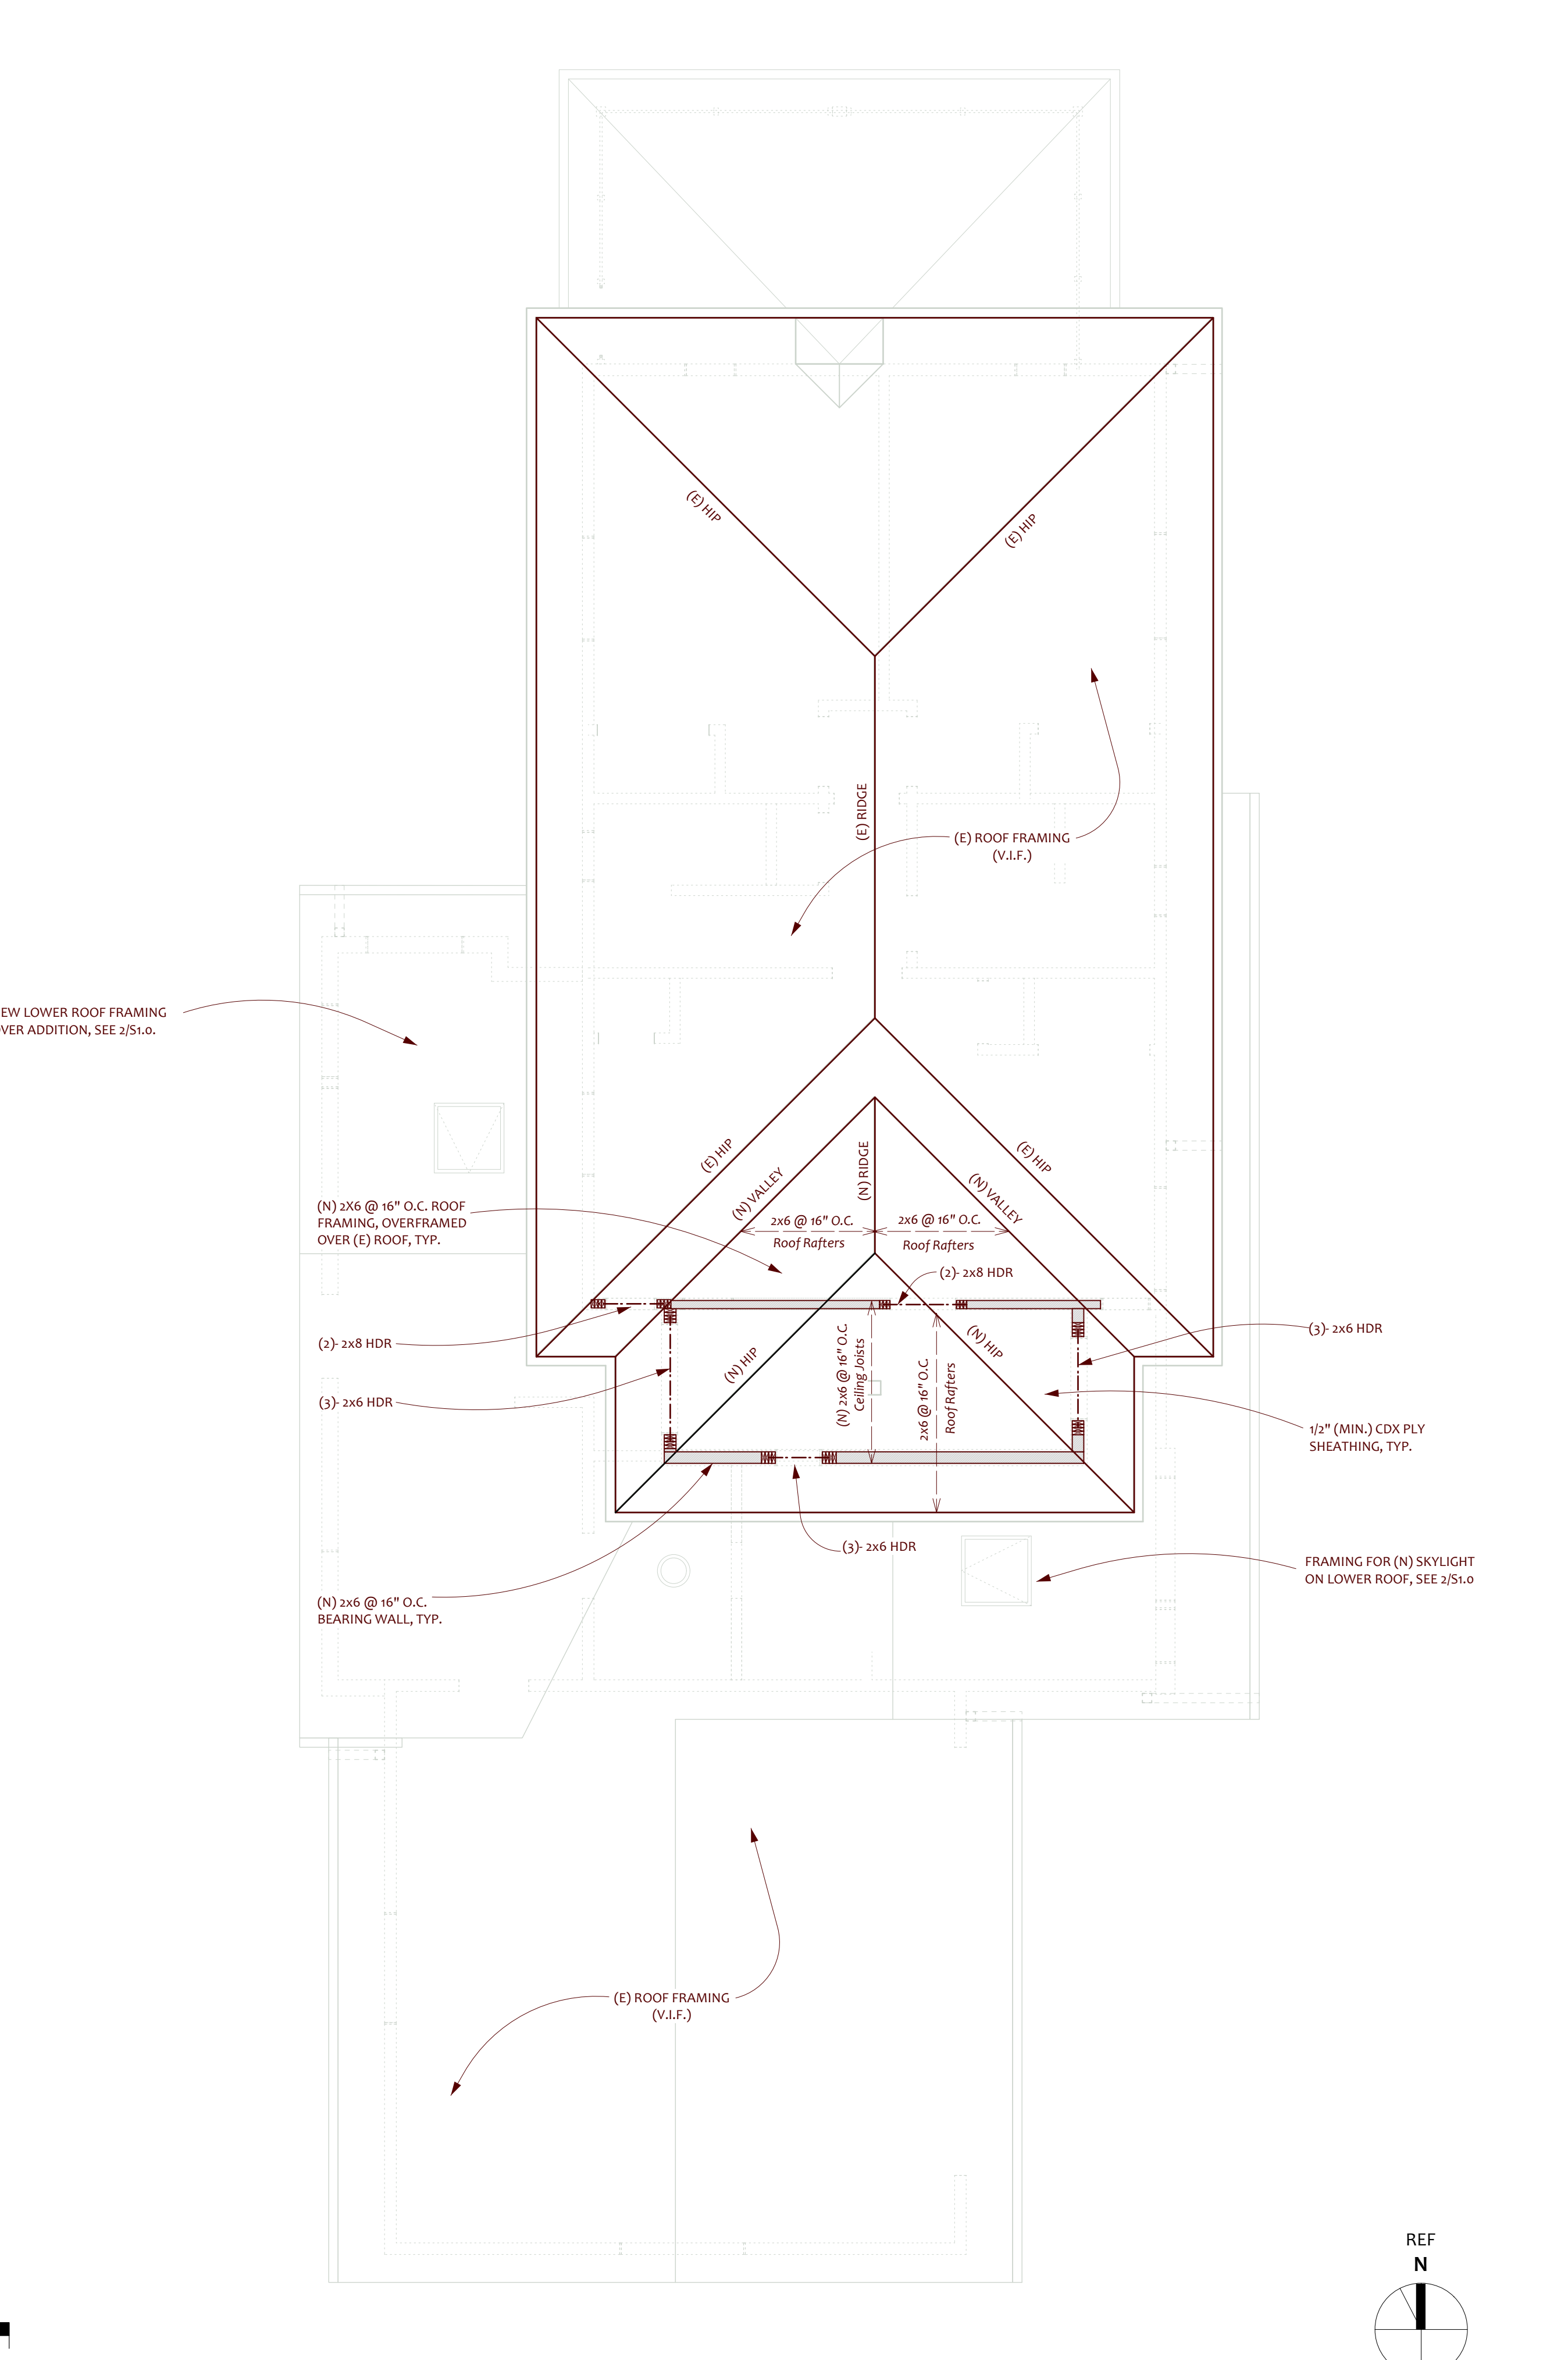 (E) HIP
(E) HIP
(E) RIDGE
(E) ROOF FRAMING
(V.I.F.)
EW LOWER ROOF FRAMING
VER ADDITION, SEE 2/S1.0.
(E) HIP
(E) HIP
(N) VALLEY
(N) RIDGE
(N) VALLEY
(N) 2X6 @ 16" O.C. ROOF
FRAMING, OVERFRAMED
OVER (E) ROOF, TYP.
2x6 @ 16" O.C.
Roof Rafters
2x6 @ 16" O.C.
Roof Rafters
(2)- 2x8 HDR
(2)- 2x8 HDR
(3)- 2x6 HDR
(N) HIP
(N) 2x6 @ 16" O.C.
Ceiling Joists
2x6 @ 16" O.C.
Roof Rafters
(N) HIP
(3)- 2x6 HDR
1/2" (MIN.) CDX PLY
SHEATHING, TYP.
(3)- 2x6 HDR
FRAMING FOR (N) SKYLIGHT
ON LOWER ROOF, SEE 2/S1.0
(N) 2x6 @ 16" O.C.
BEARING WALL, TYP.
(E) ROOF FRAMING
(V.I.F.)
REF
N